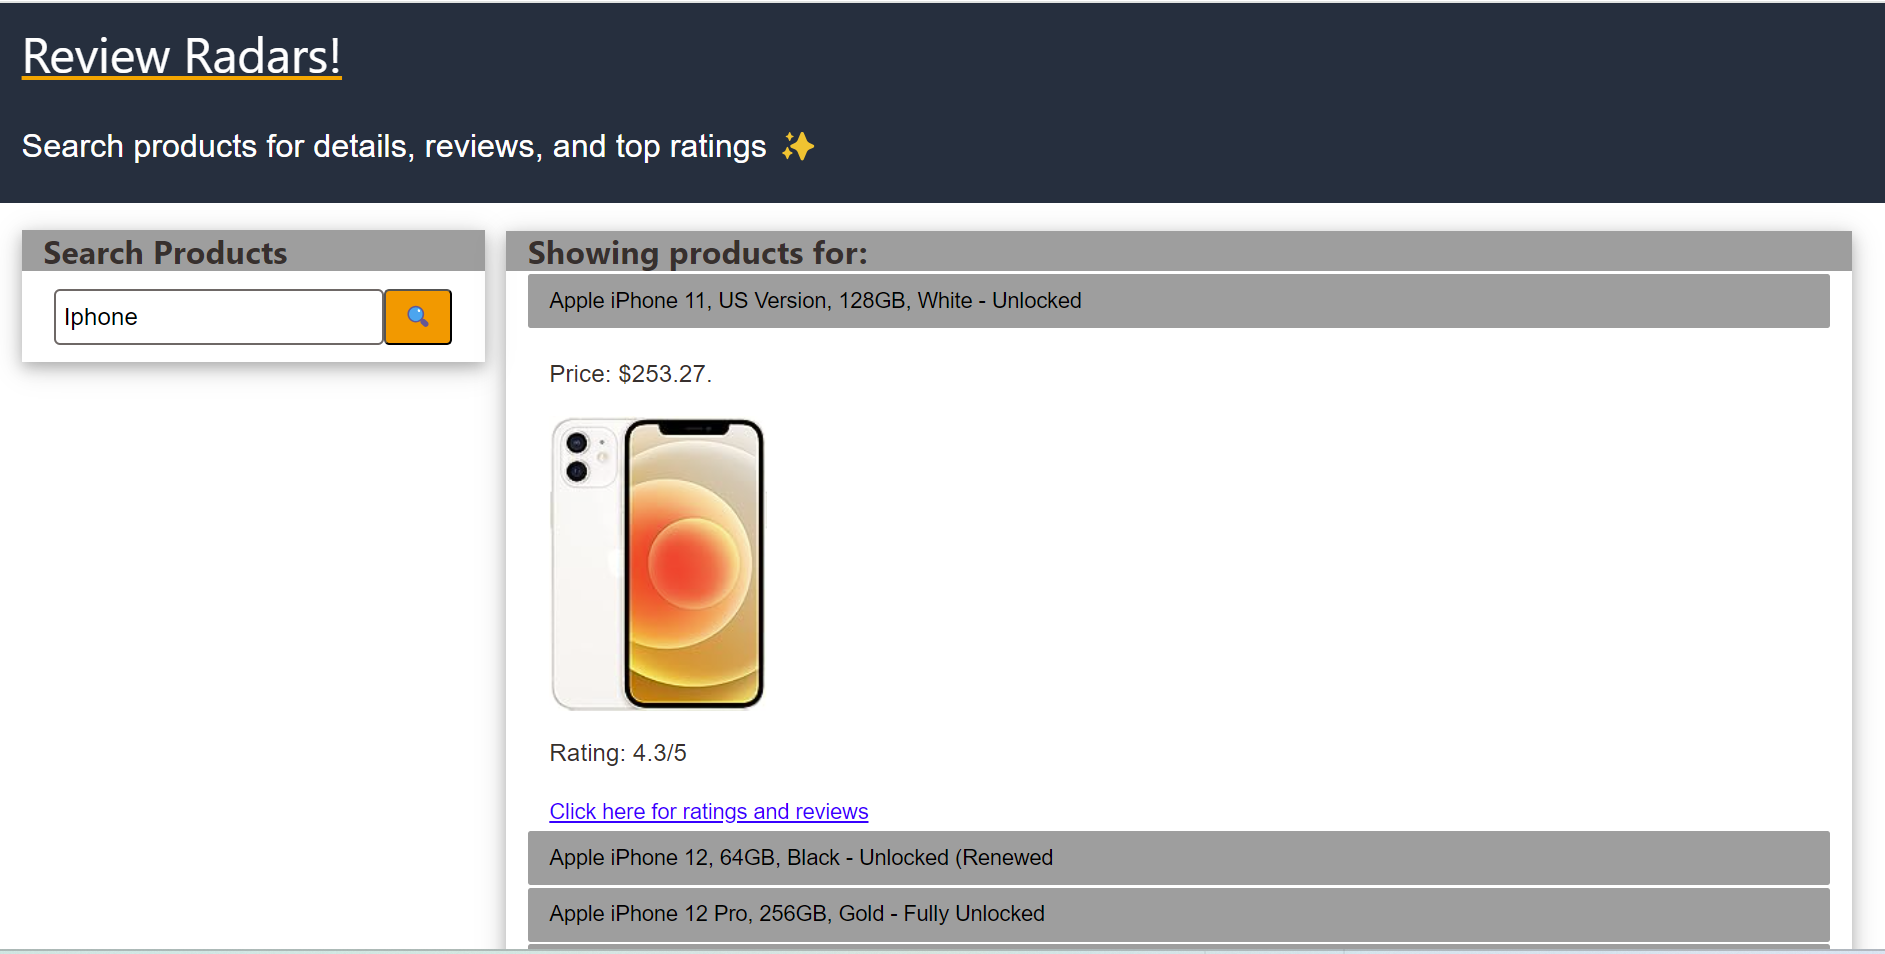 Review Radars!
Search products for details, reviews, and top ratings ✨
Search Products
Iphone
Showing products for:
Apple iPhone 11, US Version, 128GB, White - Unlocked
Price: $253.27.
Rating: 4.3/5
Click here for ratings and reviews
Apple iPhone 12, 64GB, Black - Unlocked (Renewed
Apple iPhone 12 Pro, 256GB, Gold - Fully Unlocked